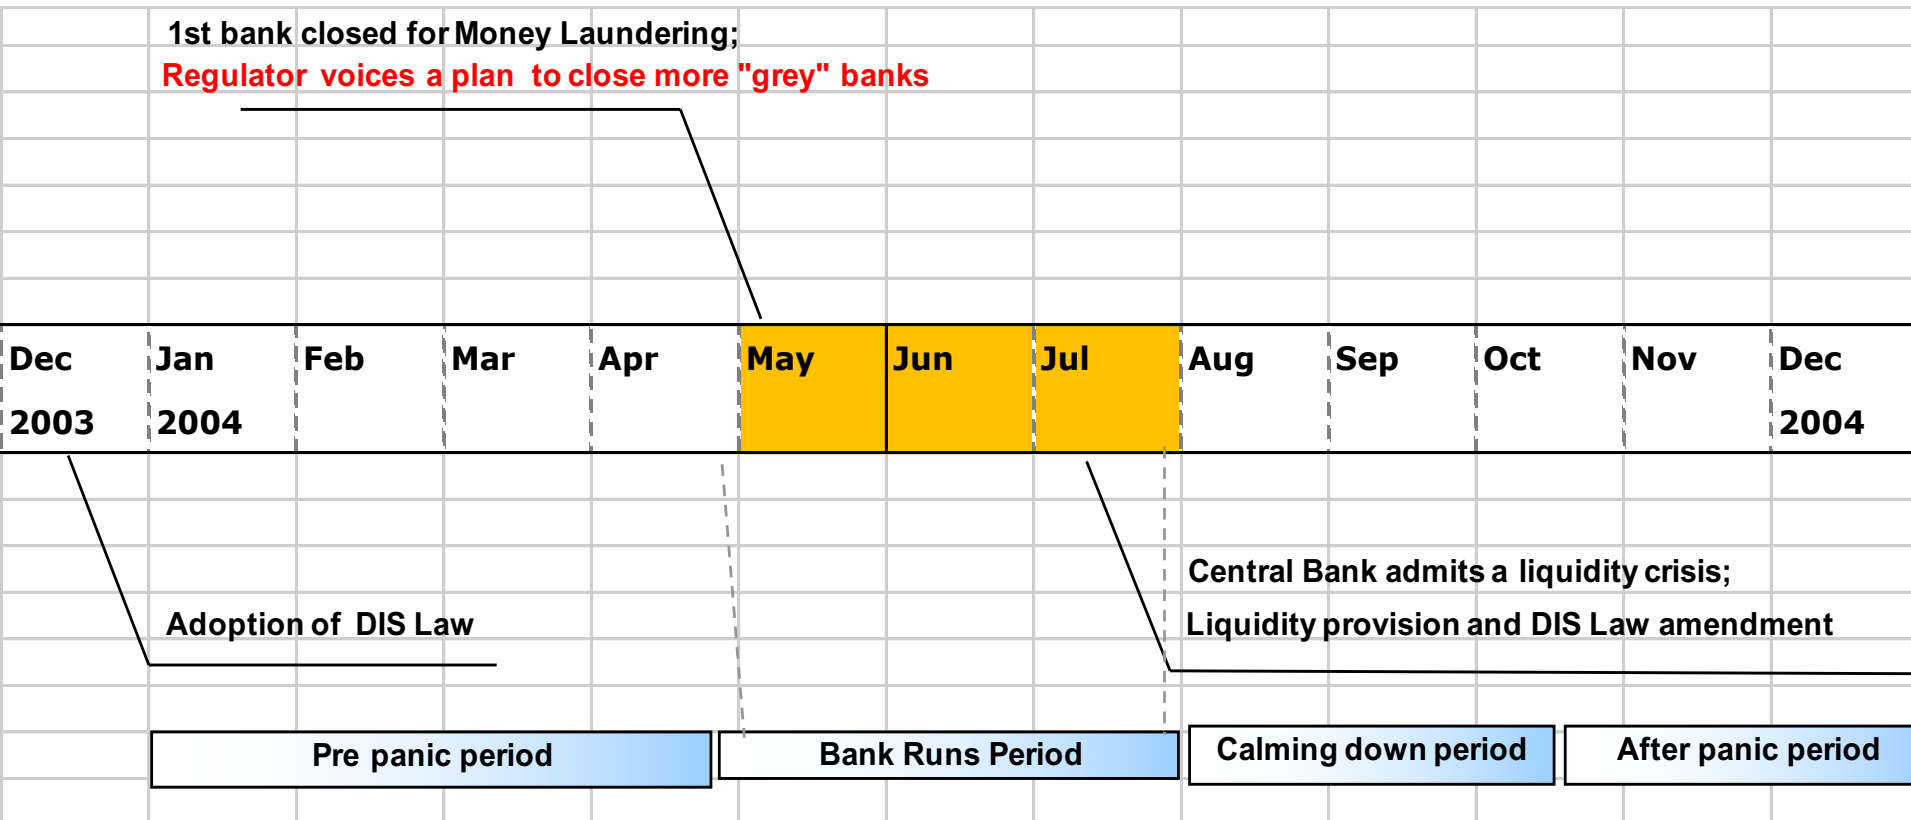 1st bank closed for Money Laundering;
Regulator voices a plan to close more "grey" banks
Dec Jan Feb Mar Apr May Jun Jul Aug Sep Oct Nov Dec
2003 2004 2004
Central Bank admits a liquidity crisis;
Adoption of DIS Law
Liquidity provision and DIS Law amendment
Pre panic period
Bank Runs Period
Calming down period
After panic period